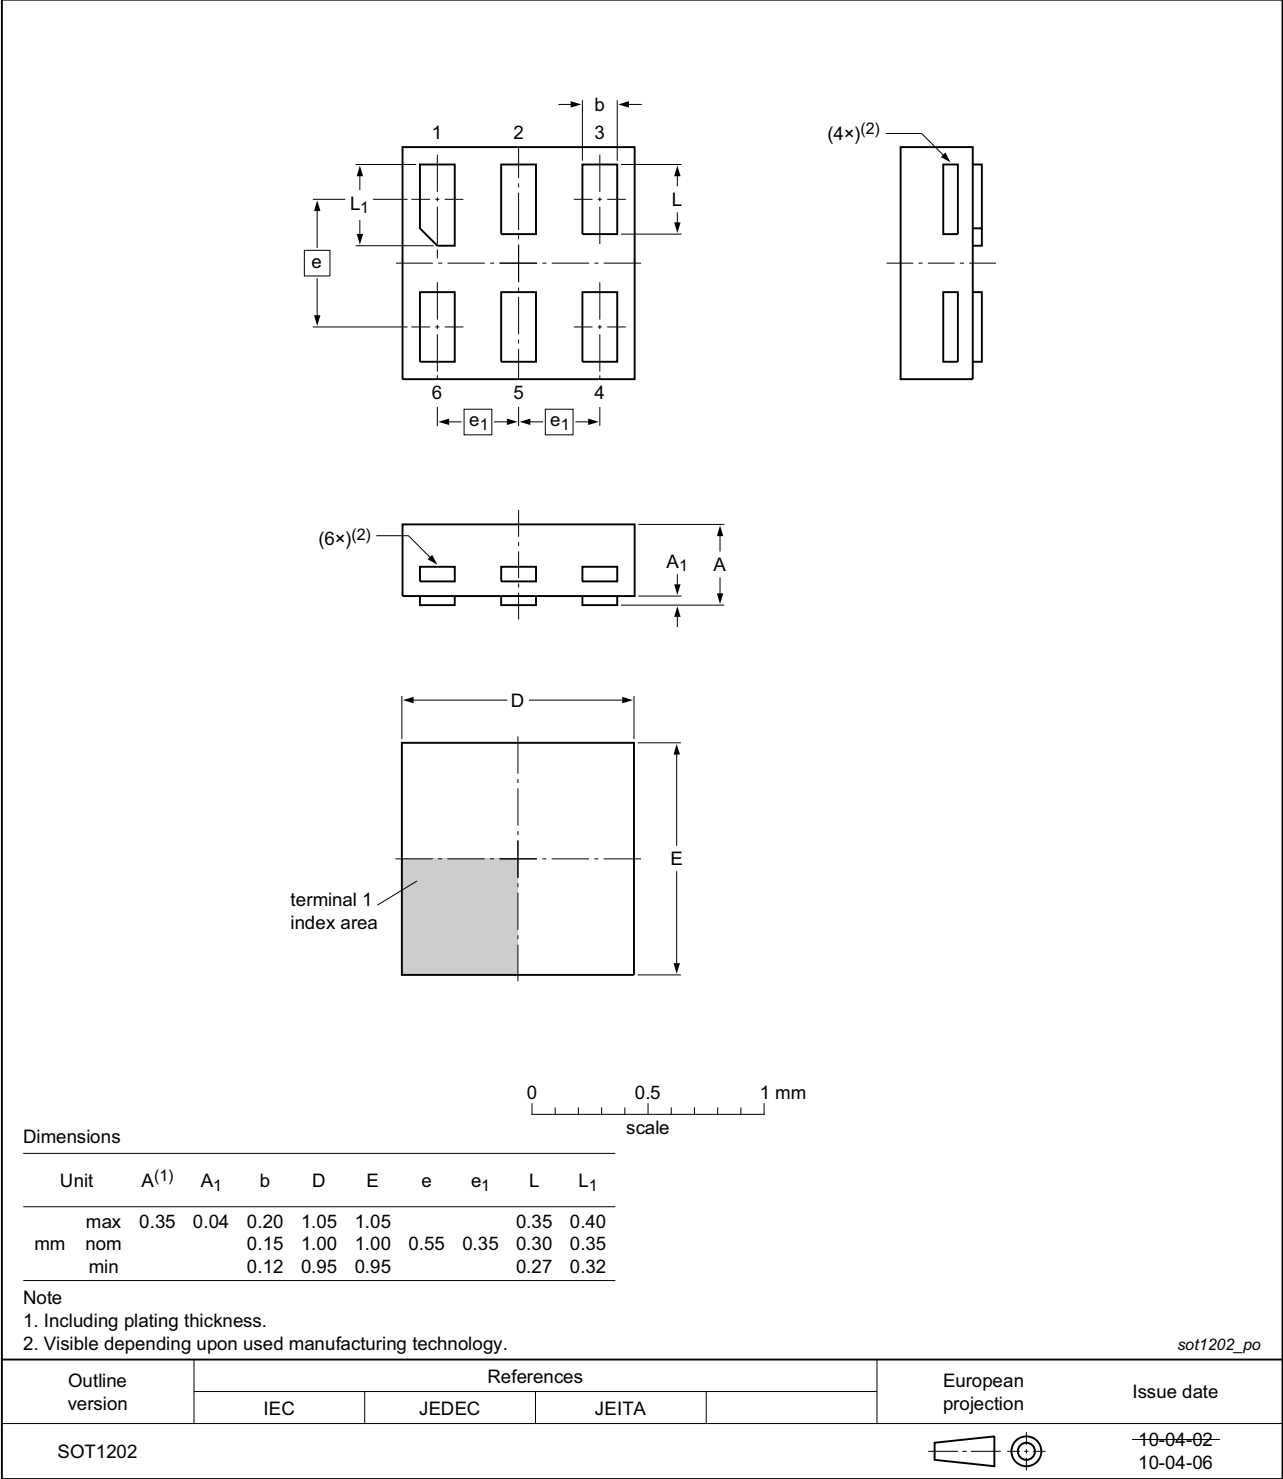 b
1 2 3
(4×)(2)
L1
L
e
6 5 4
e1 e1
(6×)(2)
A1 A
D
E
terminal 1
index area
0 0.5 1 mm
scale
Dimensions
Unit A(1) A1 b D E e e1 L L1
max 0.35 0.04 0.20 1.05 1.05 0.35 0.40
mm nom 0.15 1.00 1.00 0.55 0.35 0.30 0.35
min 0.12 0.95 0.95 0.27 0.32
Note
1. Including plating thickness.
2. Visible depending upon used manufacturing technology.
sot1202_po
Outline
version
References
IEC JEDEC JEITA
European
projection
Issue date
SOT1202
10-04-02
10-04-06